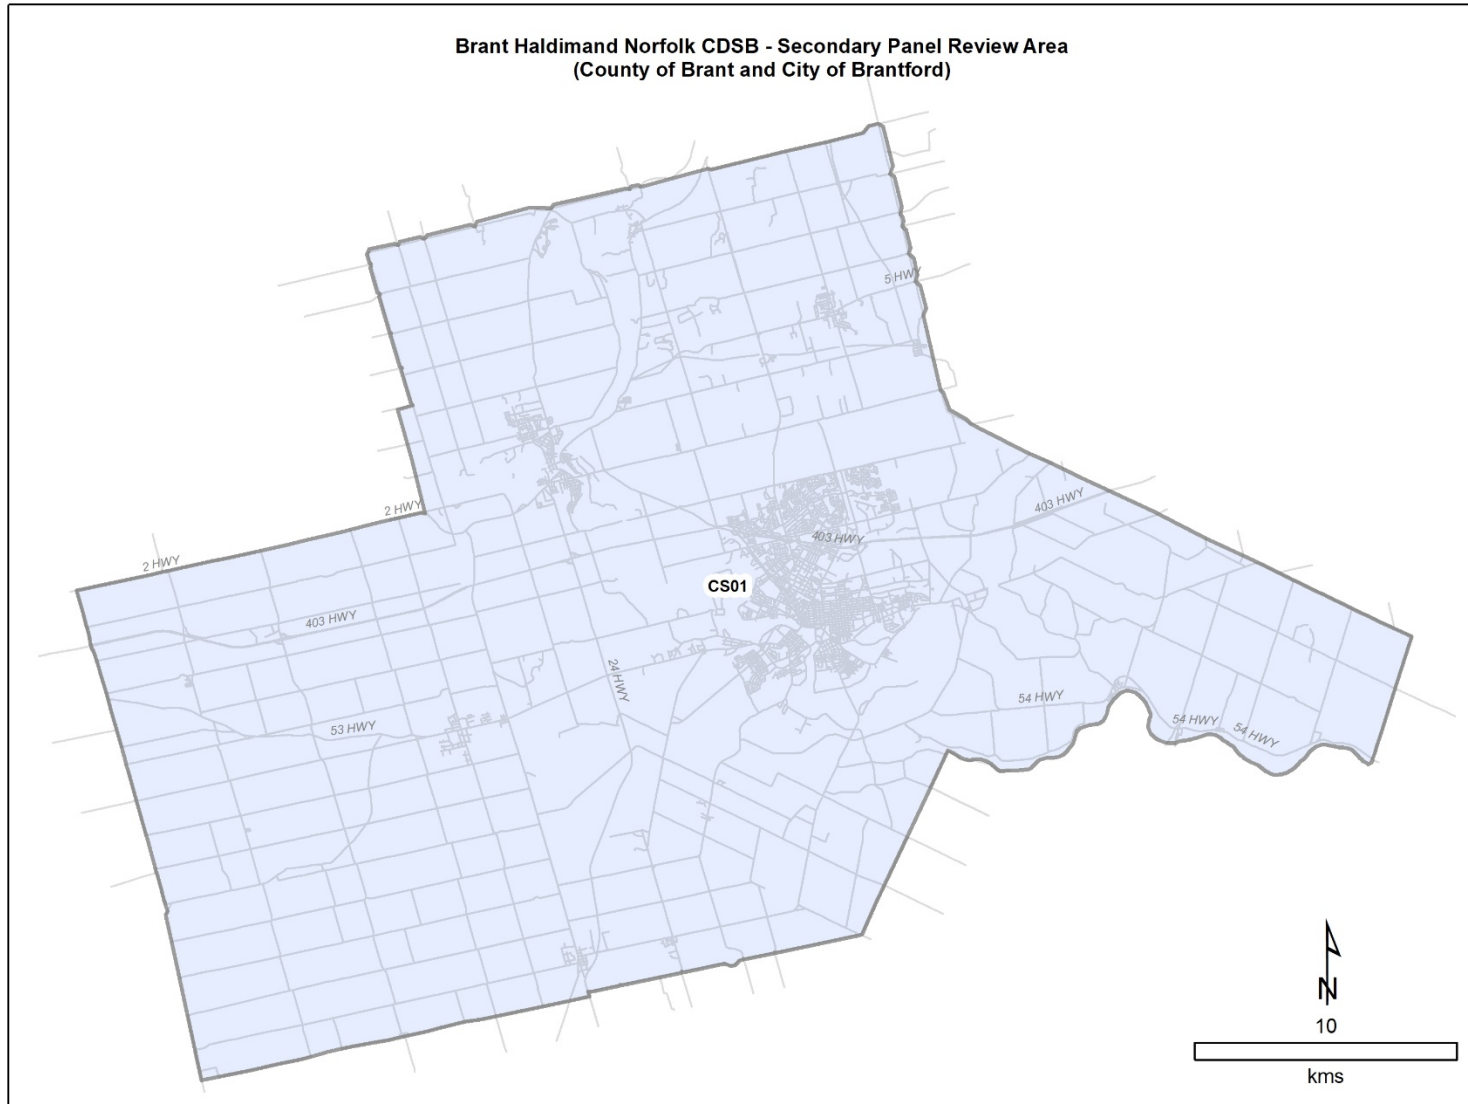 Brant Haldimand Norfolk CDSB - Secondary Panel Review Area
(County of Brant and City of Brantford)
5 HWY
403 HWY
2 HWY
403 HWY
2 HWY
CS01
403 HWY
24 HWY
54 HWY
54 HWY
53 HWY
54 HWY
N
10
kms